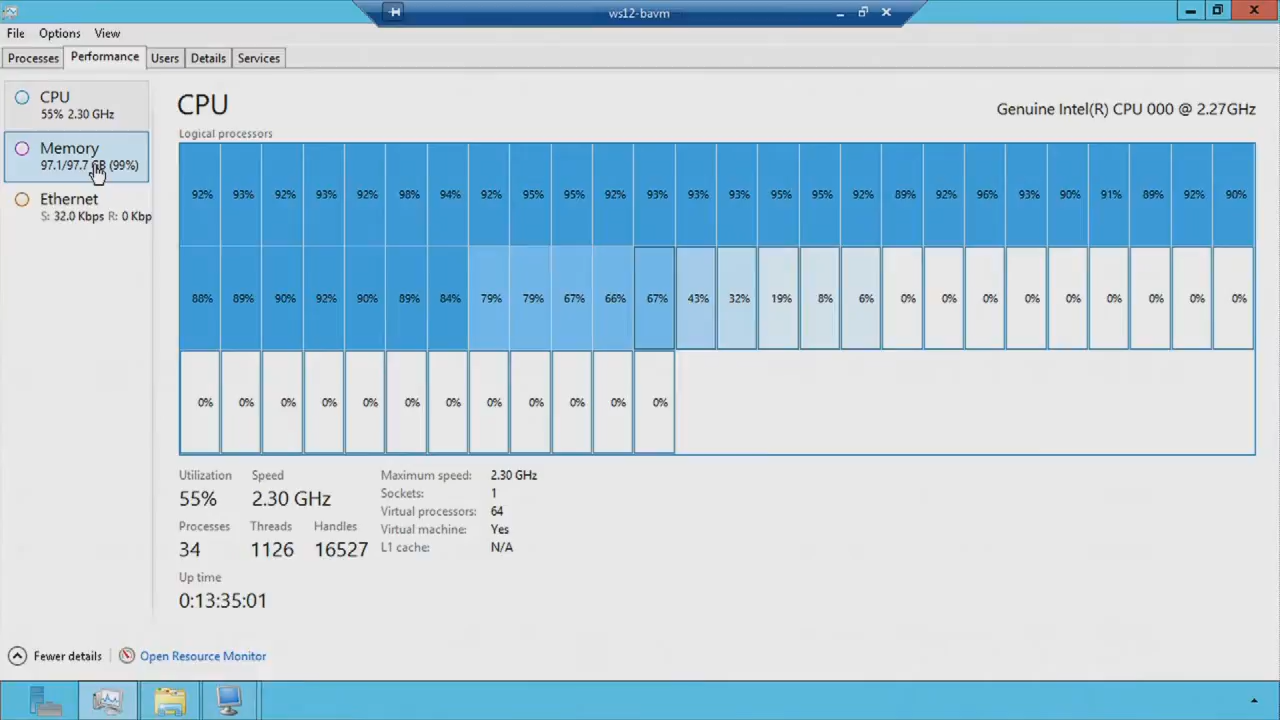 ws12-bavm
File Options View
Processes Performance Users Details Services
CPU
55% 2.30 GHz
Memory
97.1/97.7 GB (99%)
Ethernet
S: 32.0 Kbps R: 0 Kbp
CPU
Genuine Intel(R) CPU 000 @ 2.27GHz
Logical processors
92% 93% 92% 93% 92% 98% 94% 92% 95% 95% 92% 93% 93% 93% 95% 95% 92% 89% 92% 96% 93% 90% 91% 89% 92% 90%
88% 89% 90% 92% 90% 89% 84% 79% 79% 67% 66% 67% 43% 32% 19% 8% 6% 0% 0% 0% 0% 0% 0% 0% 0% 0%
0% 0% 0% 0% 0% 0% 0% 0% 0% 0% 0% 0%
Utilization Speed
55% 2.30 GHz
Processes Threads Handles
34 1126 16527
Up time
0:13:35:01
Maximum speed: 2.30 GHz
Sockets: 1
Virtual processors: 64
Virtual machine: Yes
L1 cache: N/A
Fewer details Open Resource Monitor